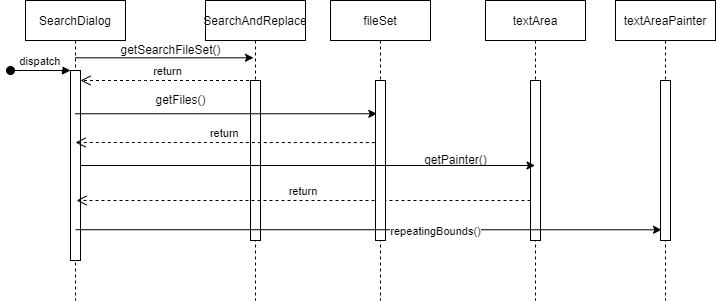 SearchDialog
SearchAndReplace
fileSet
textArea
textAreaPainter
getSearchFileSet()
dispatch
return
getFiles()
return
getPainter()
return
repeatingBounds()